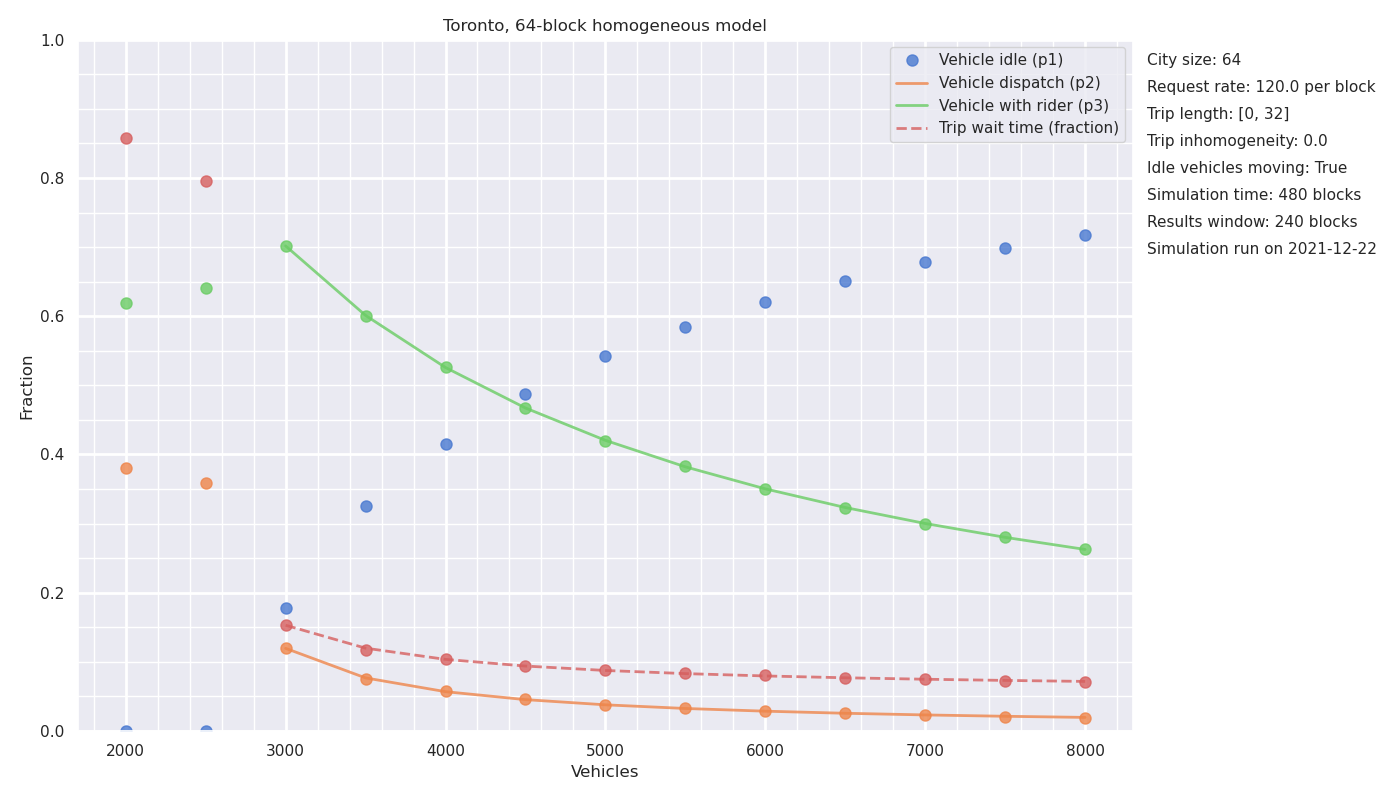 Toronto, 64-block homogeneous model
1.0
0.8
0.6
0.4
0.2
0.0
Fraction
Vehicle idle (p1)
Vehicle dispatch (p2)
Vehicle with rider (p3)
Trip wait time (fraction)
City size: 64
Request rate: 120.0 per block
Trip length: [0, 32]
Trip inhomogeneity: 0.0
Idle vehicles moving: True
Simulation time: 480 blocks
Results window: 240 blocks
Simulation run on 2021-12-22
2000 3000 4000 5000 6000 7000 8000
Vehicles